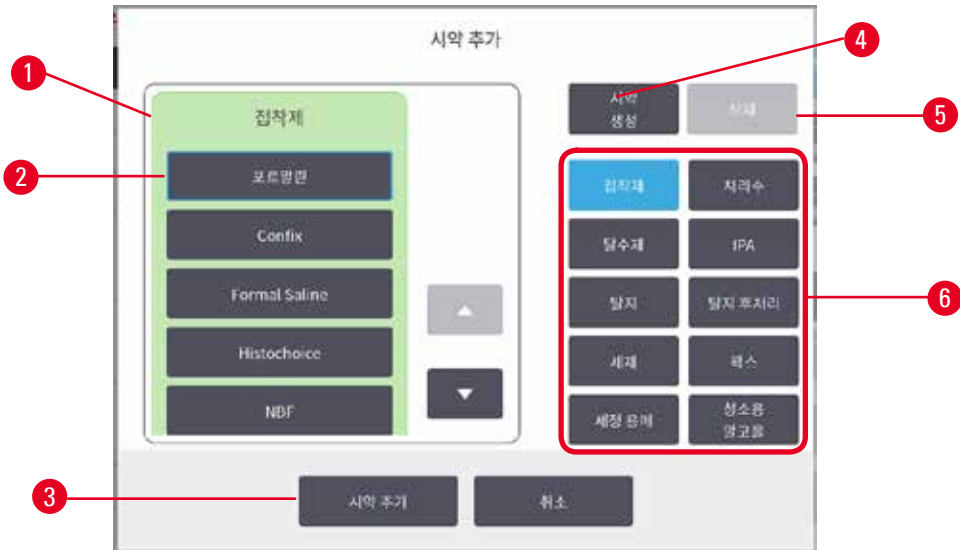 시약 추가
4
1
접착제
시약
생성
삭제
5
2
포르말린
접착제
처리수
Confix
탈수제
IPA
Formal Saline
탈지
탈지 후처리
6
Histochoice
세제
왁스
NBF
세정 용매
청소용
알코올
3
시약 추가
취소